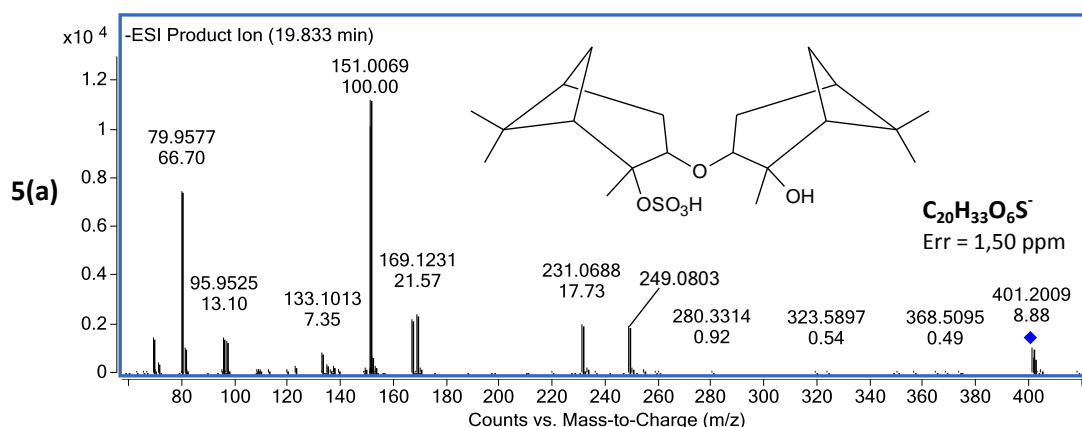 5(a)
-ESI Product Ion (19.833 min)
x10 4
1.2
1
0.8
0.6
0.4
0.2
0
79.9577
66.70
95.9525
13.10
133.1013
7.35
151.0069
100.00
169.1231
21.57
231.0688
17.73
249.0803
280.3314
0.92
323.5897
0.54
368.5095
0.49
401.2009
8.88
O
OSO₃H
OH
C₂₀H₃₃O₆S⁻
Err = 1,50 ppm
80 100 120 140 160 180 200 220 240 260 280 300 320 340 360 380 400
Counts vs. Mass-to-Charge (m/z)